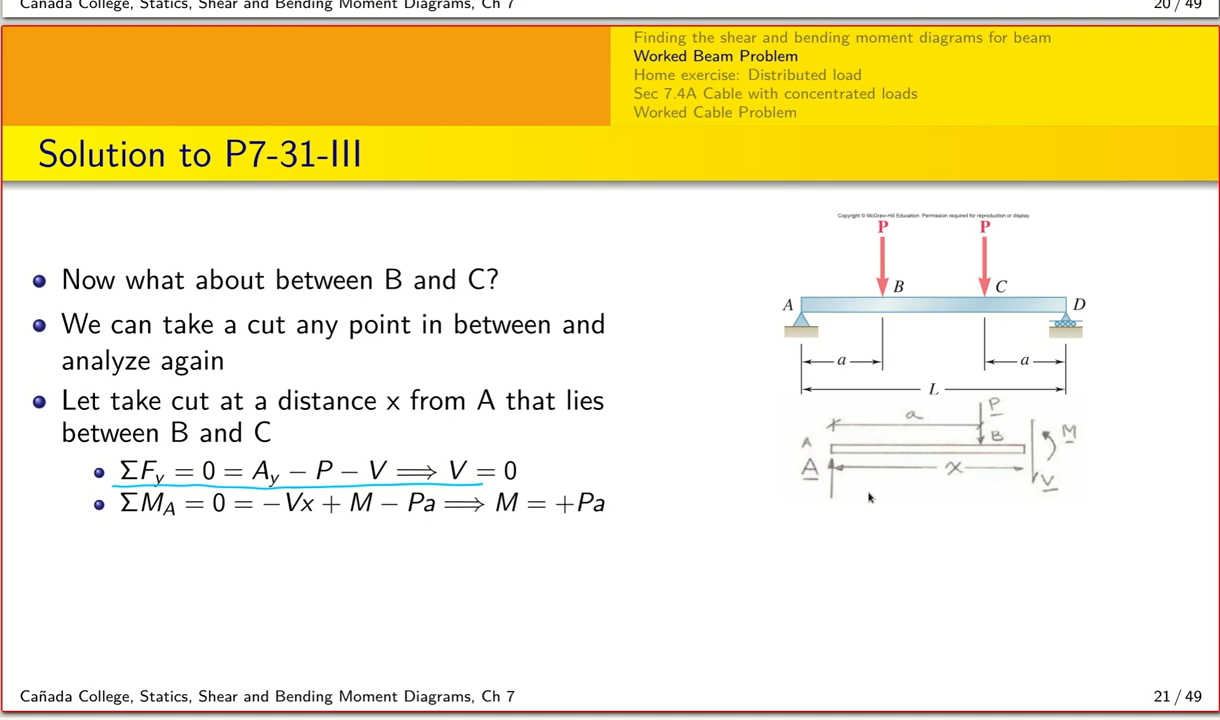 Cañada College, Statics, Shear and Bending Moment Diagrams, Ch 7
20 / 49
Finding the shear and bending moment diagrams for beam
Worked Beam Problem
Home exercise: Distributed load
Sec 7.4A Cable with concentrated loads
Worked Cable Problem
Solution to P7-31-III
Now what about between B and C?
We can take a cut any point in between and
analyze again
Let take cut at a distance x from A that lies
between B and C
ΣF_y = 0 = A_y − P − V ⟹ V = 0
ΣM_A = 0 = −Vx + M − Pa ⟹ M = +Pa
Copyright © McGraw-Hill Education. Permission required for reproduction or display.
P P
B C
A D
a a
L
a P
A B M
A x V
Cañada College, Statics, Shear and Bending Moment Diagrams, Ch 7
21 / 49